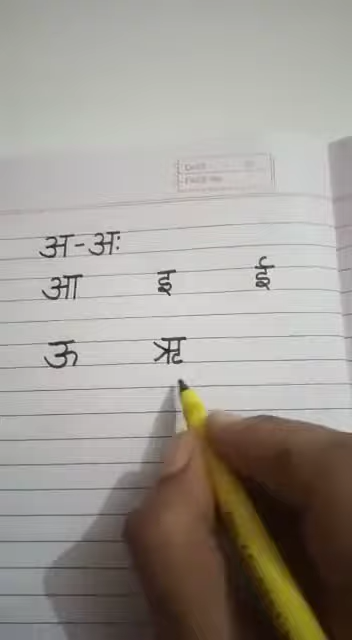 अ-अः
आ इ ई
ऊ ऋ